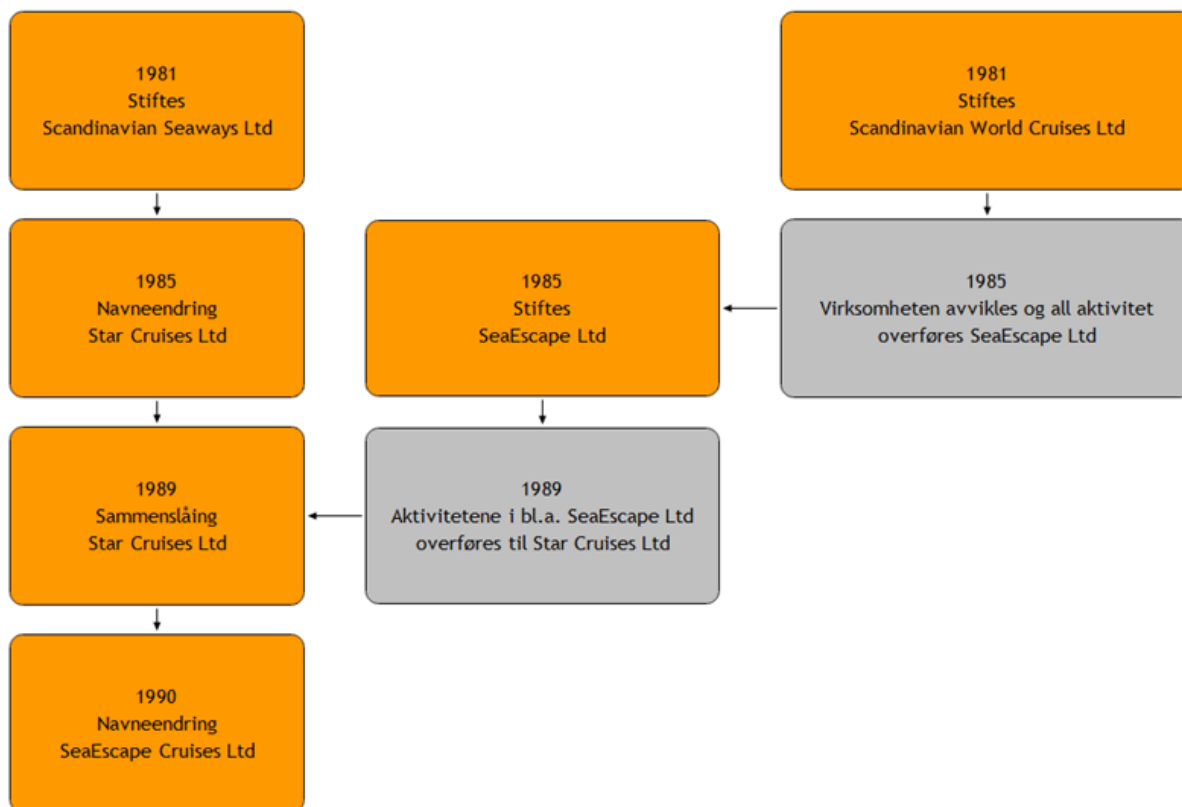 1981
Stiftes
Scandinavian Seaways Ltd
1981
Stiftes
Scandinavian World Cruises Ltd
1985
Navneendring
Star Cruises Ltd
1985
Stiftes
SeaEscape Ltd
1985
Virksomheten avvikles og all aktivitet
overføres SeaEscape Ltd
1989
Sammenslåing
Star Cruises Ltd
1989
Aktivitetene i bl.a. SeaEscape Ltd
overføres til Star Cruises Ltd
1990
Navneendring
SeaEscape Cruises Ltd